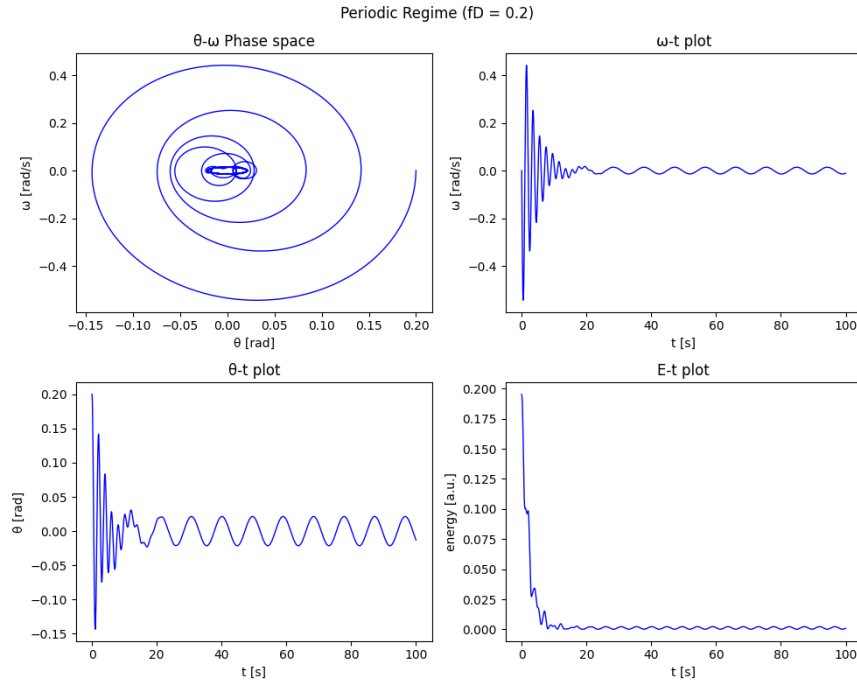 Periodic Regime (fD = 0.2)
θ-ω Phase space
ω [rad/s]
0.4
0.2
0.0
−0.2
−0.4
−0.15 −0.10 −0.05 0.00 0.05 0.10 0.15 0.20
θ [rad]
ω-t plot
ω [rad/s]
0.4
0.2
0.0
−0.2
−0.4
0 20 40 60 80 100
t [s]
θ-t plot
θ [rad]
0.20
0.15
0.10
0.05
0.00
−0.05
−0.10
−0.15
0 20 40 60 80 100
t [s]
E-t plot
energy [a.u.]
0.200
0.175
0.150
0.125
0.100
0.075
0.050
0.025
0.000
0 20 40 60 80 100
t [s]